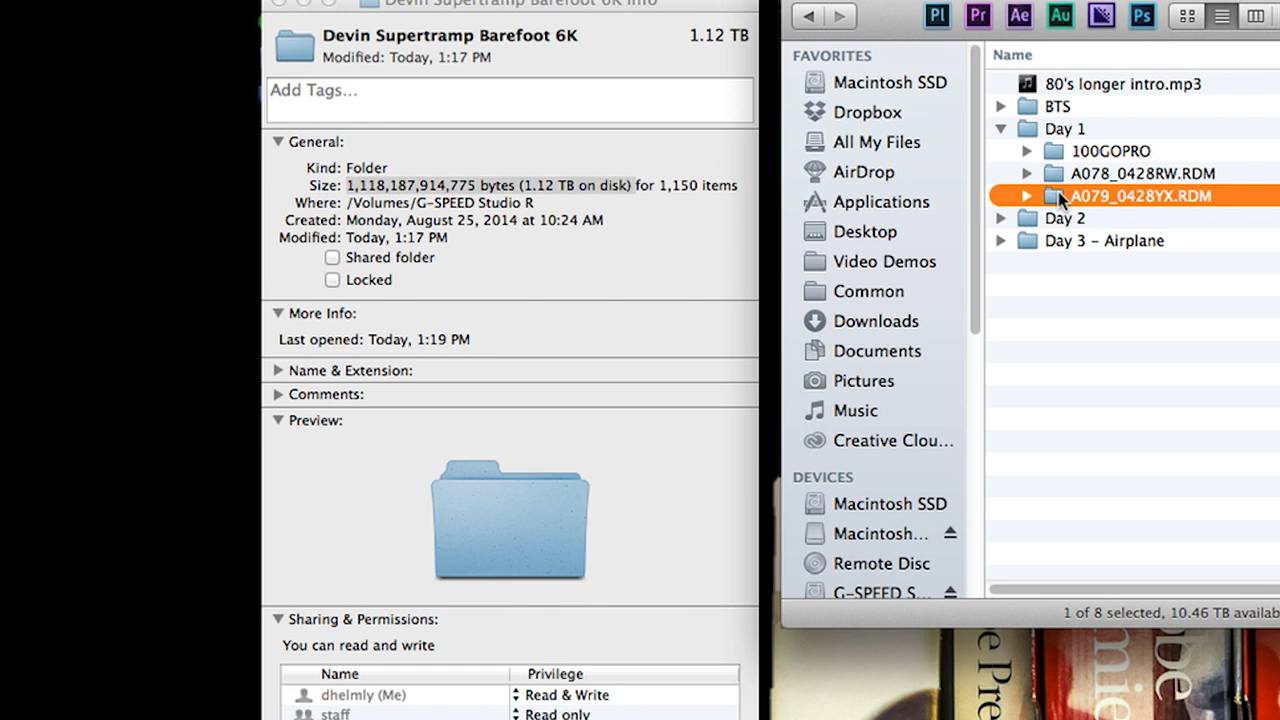 Devin Supertramp Barefoot 6K Info
Devin Supertramp Barefoot 6K 1.12 TB
Modified: Today, 1:17 PM
Add Tags…
General:
Kind: Folder
Size: 1,118,187,914,775 bytes (1.12 TB on disk) for 1,150 items
Where: /Volumes/G-SPEED Studio R
Created: Monday, August 25, 2014 at 10:24 AM
Modified: Today, 1:17 PM
Shared folder
Locked
More Info:
Last opened: Today, 1:19 PM
Name & Extension:
Comments:
Preview:
Sharing & Permissions:
You can read and write
Name Privilege
dhelmly (Me) Read & Write
staff Read only
Pl Pr Ae Au Ps
FAVORITES
Macintosh SSD
Dropbox
All My Files
AirDrop
Applications
Desktop
Video Demos
Common
Downloads
Documents
Pictures
Music
Creative Clou…
DEVICES
Macintosh SSD
Macintosh…
Remote Disc
G-SPEED S…
Name
80's longer intro.mp3
BTS
Day 1
100GOPRO
A078_0428RW.RDM
A079_0428YX.RDM
Day 2
Day 3 – Airplane
1 of 8 selected, 10.46 TB availab
e Pre